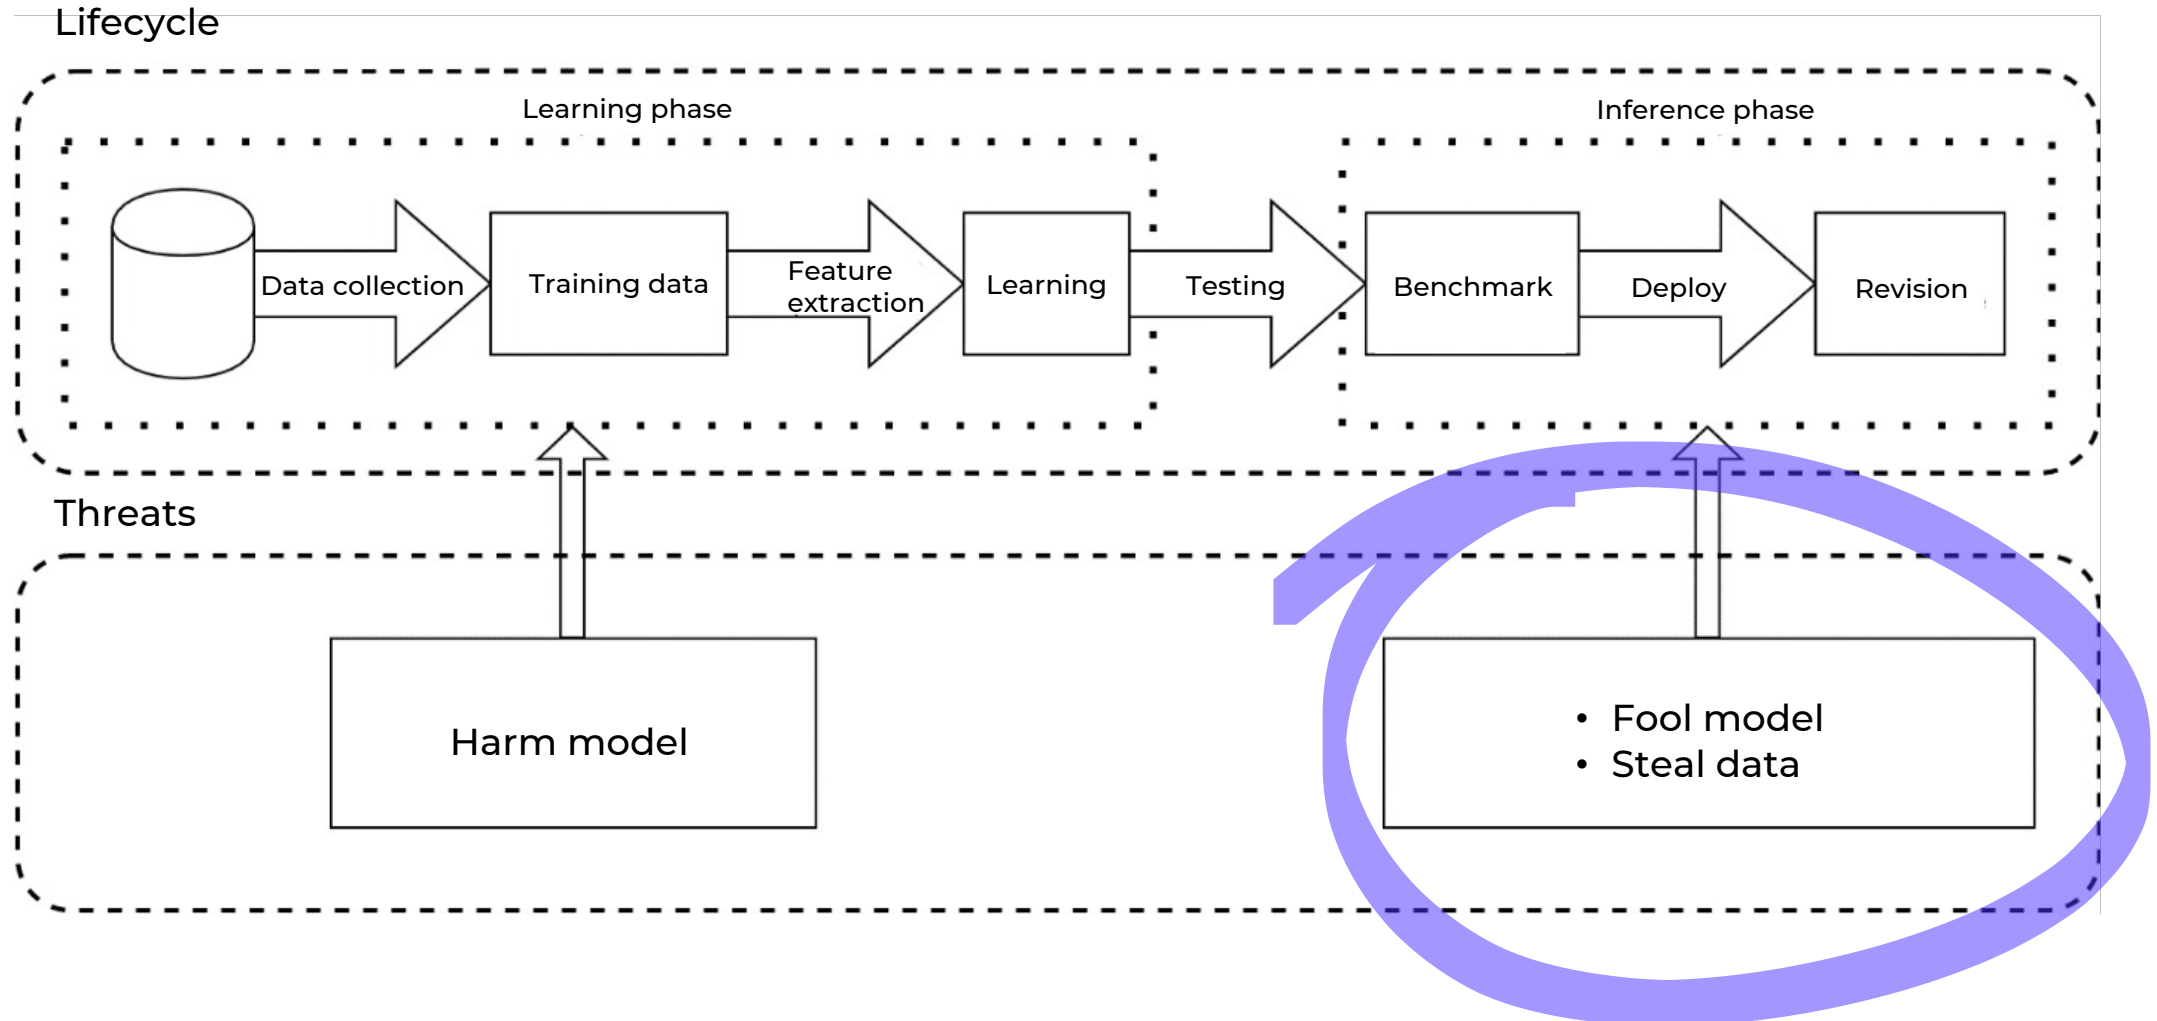 Lifecycle
Learning phase
Inference phase
Data collection
Training data
Feature
extraction
Learning
Testing
Benchmark
Deploy
Revision
Threats
Harm model
• Fool model
• Steal data